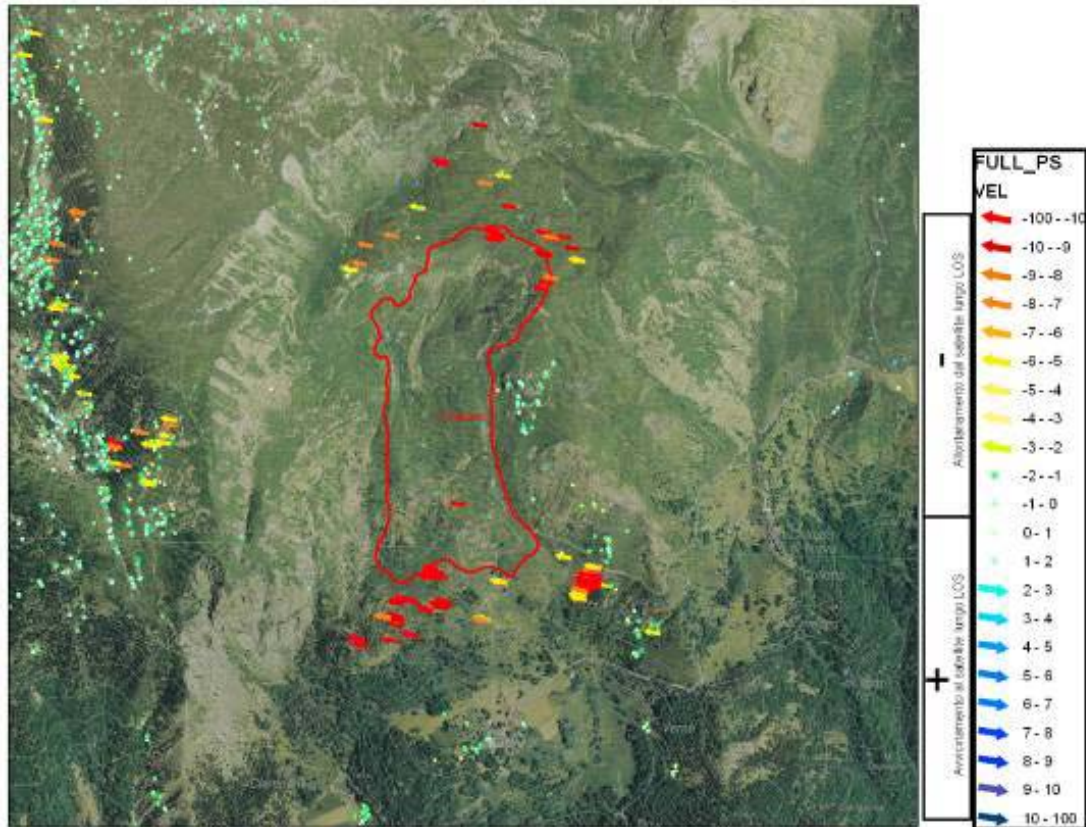 FULL_PS
VEL
-100 - -10
-10 - -9
-9 - -8
-8 - -7
-7 - -6
-6 - -5
-5 - -4
-4 - -3
-3 - -2
-2 - -1
-1 - 0
0 - 1
1 - 2
2 - 3
3 - 4
4 - 5
5 - 6
6 - 7
7 - 8
8 - 9
9 - 10
10 - 100
-
Allontanamento dal satellite lungo LOS
+
Avvicinamento al satellite lungo LOS